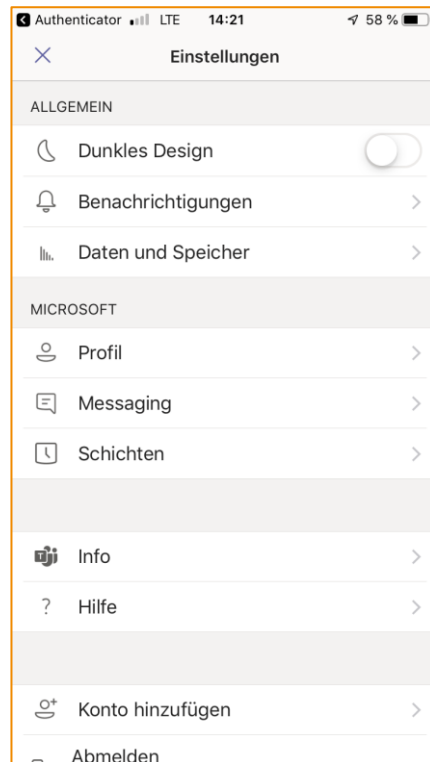 Authenticator LTE 14:21 58 %
Einstellungen
ALLGEMEIN
Dunkles Design
Benachrichtigungen
Daten und Speicher
MICROSOFT
Profil
Messaging
Schichten
Info
? Hilfe
Konto hinzufügen
Abmelden